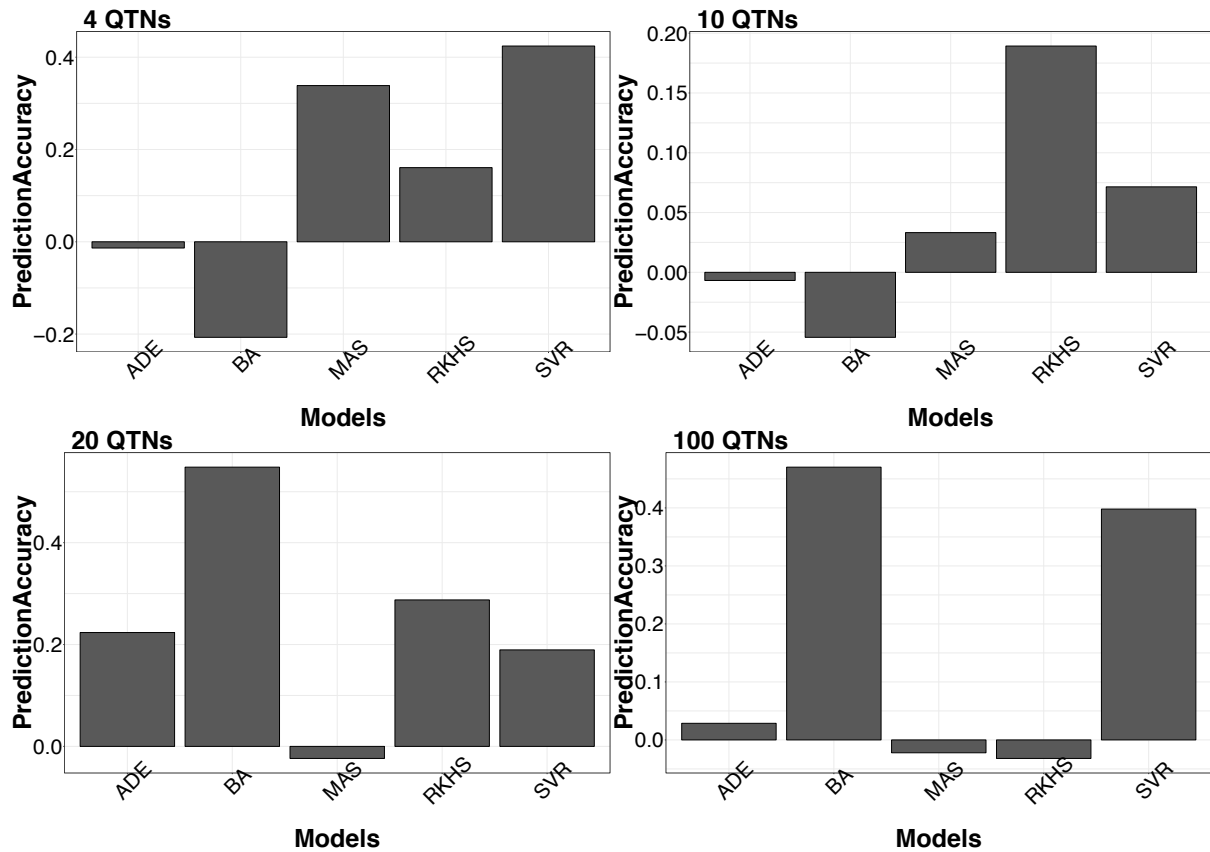 4 QTNs
PredictionAccuracy
0.4
0.2
0.0
−0.2
ADE
BA
MAS
RKHS
SVR
Models
10 QTNs
PredictionAccuracy
0.20
0.15
0.10
0.05
0.00
−0.05
ADE
BA
MAS
RKHS
SVR
Models
20 QTNs
PredictionAccuracy
0.4
0.2
0.0
ADE
BA
MAS
RKHS
SVR
Models
100 QTNs
PredictionAccuracy
0.4
0.3
0.2
0.1
0.0
ADE
BA
MAS
RKHS
SVR
Models